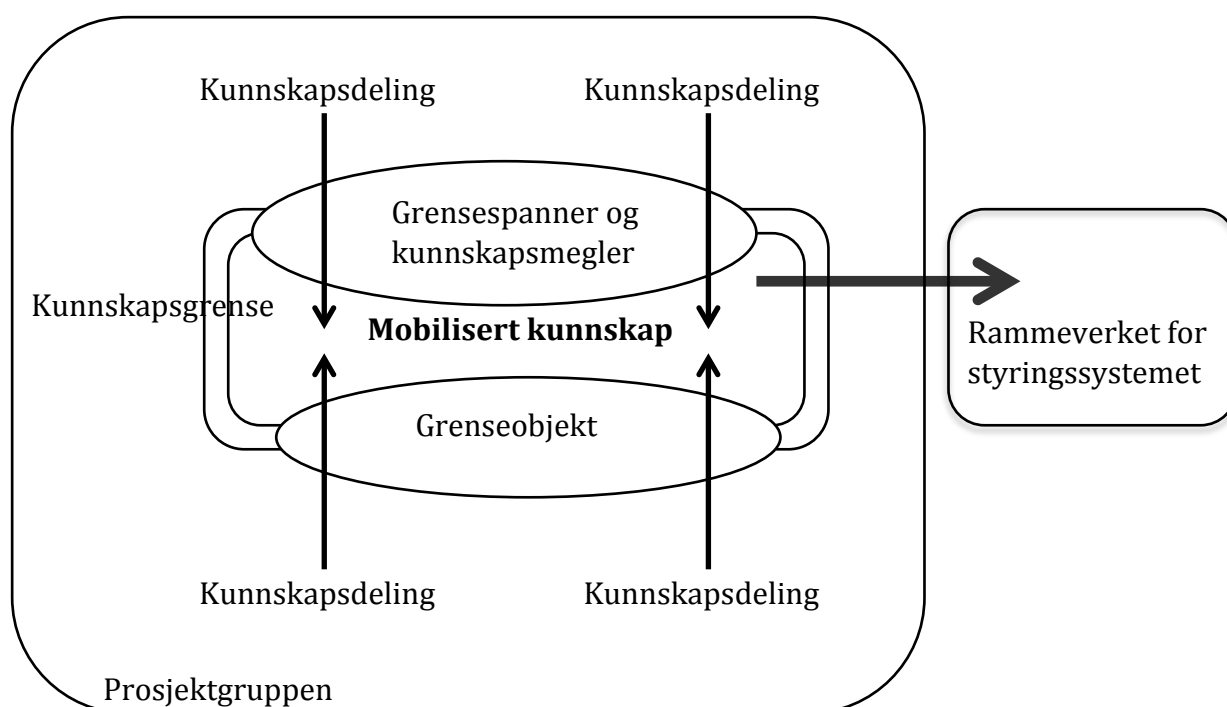 Kunnskapsdeling
Kunnskapsdeling
Grensespanner og
kunnskapsmegler
Kunnskapsgrense
Mobilisert kunnskap
Rammeverket for
styringssystemet
Grenseobjekt
Kunnskapsdeling
Kunnskapsdeling
Prosjektgruppen